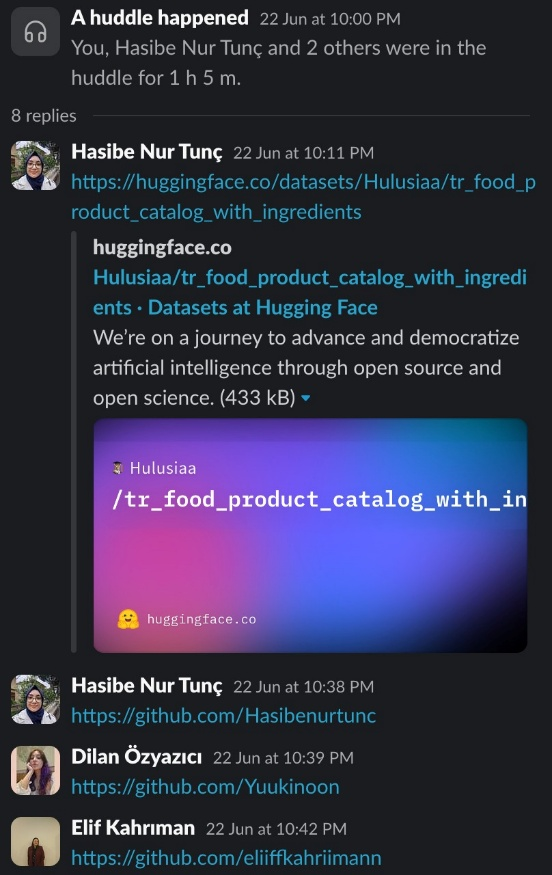 A huddle happened 22 Jun at 10:00 PM
You, Hasibe Nur Tunç and 2 others were in the
huddle for 1 h 5 m.
8 replies
Hasibe Nur Tunç 22 Jun at 10:11 PM
https://huggingface.co/datasets/Hulusiaa/tr_food_p
roduct_catalog_with_ingredients
huggingface.co
Hulusiaa/tr_food_product_catalog_with_ingredi
ents · Datasets at Hugging Face
We’re on a journey to advance and democratize
artificial intelligence through open source and
open science. (433 kB)
Hulusiaa
/tr_food_product_catalog_with_in
huggingface.co
Hasibe Nur Tunç 22 Jun at 10:38 PM
https://github.com/Hasibenurtunc
Dilan Özyazıcı 22 Jun at 10:39 PM
https://github.com/Yuukinoon
Elif Kahrıman 22 Jun at 10:42 PM
https://github.com/eliiffkahriimann